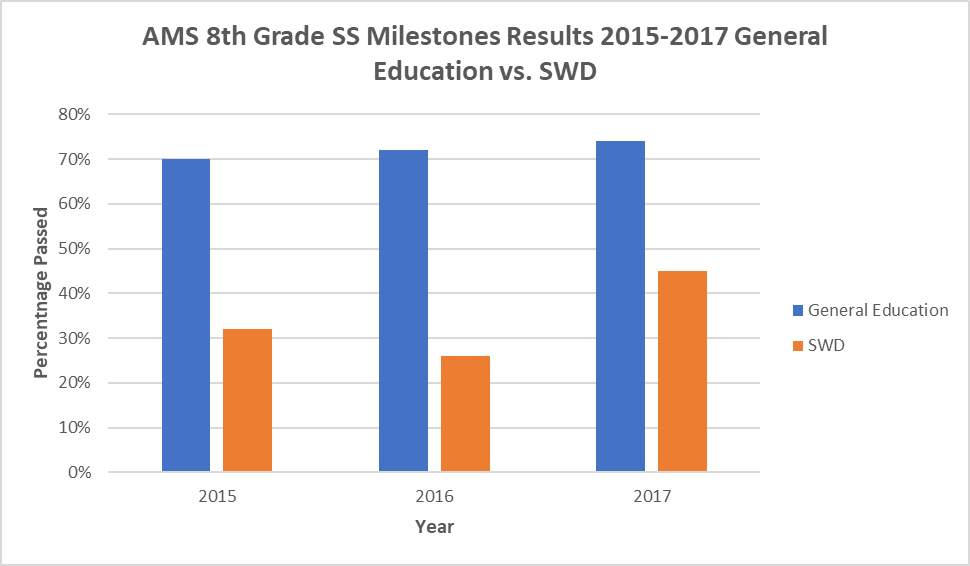 AMS 8th Grade SS Milestones Results 2015-2017 General
Education vs. SWD
80%
70%
60%
50%
40%
30%
20%
10%
0%
Percentnage Passed
2015
2016
2017
Year
General Education
SWD